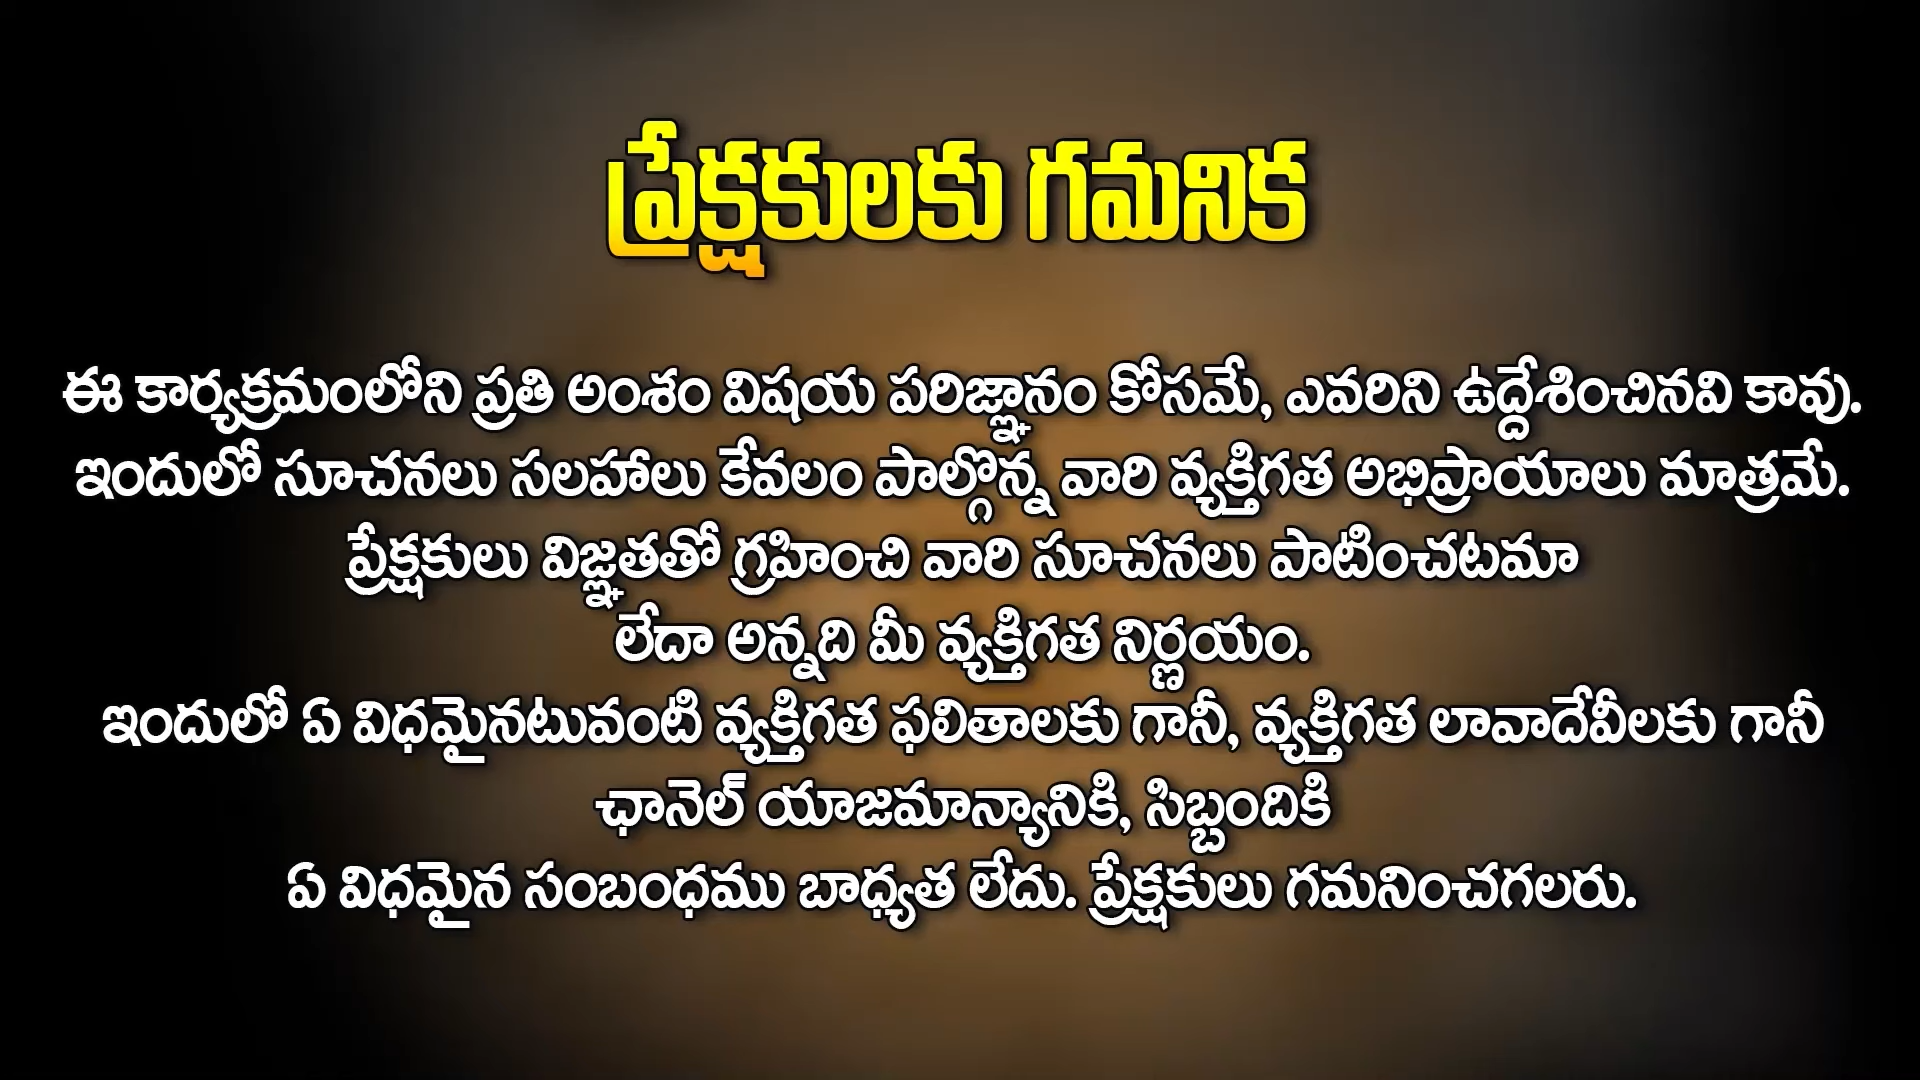 ప్రేక్షకులకు గమనిక
ఈ కార్యక్రమంలోని ప్రతి అంశం విషయ పరిజ్ఞానం కోసమే, ఎవరిని ఉద్దేశించినవి కావు.
ఇందులో సూచనలు సలహాలు కేవలం పాల్గొన్న వారి వ్యక్తిగత అభిప్రాయాలు మాత్రమే.
ప్రేక్షకులు విజ్ఞతతో గ్రహించి వారి సూచనలు పాటించటమా
లేదా అన్నది మీ వ్యక్తిగత నిర్ణయం.
ఇందులో ఏ విధమైనటువంటి వ్యక్తిగత ఫలితాలకు గానీ, వ్యక్తిగత లావాదేవీలకు గానీ
ఛానెల్ యాజమాన్యానికి, సిబ్బందికి
ఏ విధమైన సంబంధము బాధ్యత లేదు. ప్రేక్షకులు గమనించగలరు.